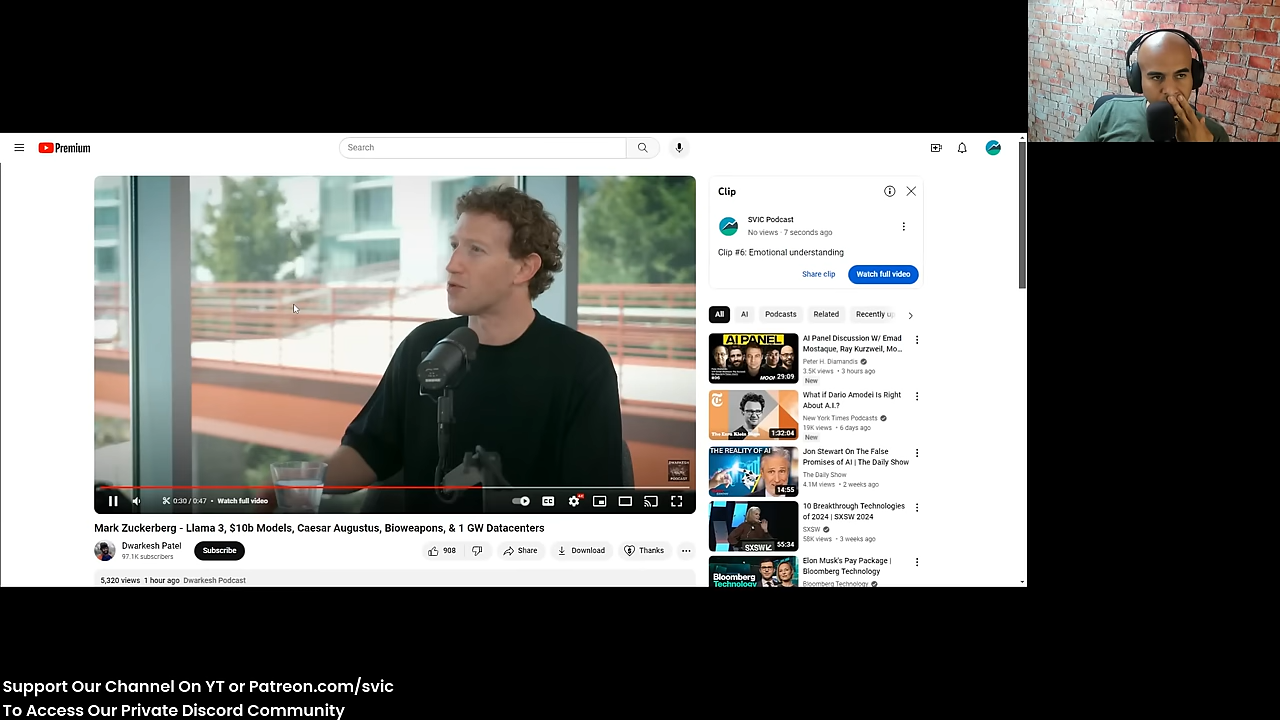 Premium
Search
Clip
SVIC Podcast
No views · 7 seconds ago
Clip #6: Emotional understanding
Share clip
Watch full video
All
AI
Podcasts
Related
AI PANEL
29:09
AI Panel Discussion W/ Emad
Mostaque, Ray Kurzweil, Mo...
Peter H. Diamandis
3.5K views · 3 hours ago
New
1:32:04
What if Dario Amodei Is Right
About A.I.?
New York Times Podcasts
19K views · 6 days ago
New
THE REALITY OF AI
14:55
Jon Stewart On The False
Promises of AI | The Daily Show
The Daily Show
4.1M views · 2 weeks ago
SXSW
55:34
10 Breakthrough Technologies
of 2024 | SXSW 2024
SXSW
58K views · 3 weeks ago
Bloomberg
Technology
Elon Musk's Pay Package |
Bloomberg Technology
Bloomberg Technology
DWARKESH
PODCAST
0:30 / 0:47 · Watch full video
Mark Zuckerberg - Llama 3, $10b Models, Caesar Augustus, Bioweapons, & 1 GW Datacenters
Dwarkesh Patel
97.1K subscribers
Subscribe
908
Share
Download
Thanks
5,320 views 1 hour ago Dwarkesh Podcast
Support Our Channel On YT or Patreon.com/svic
To Access Our Private Discord Community